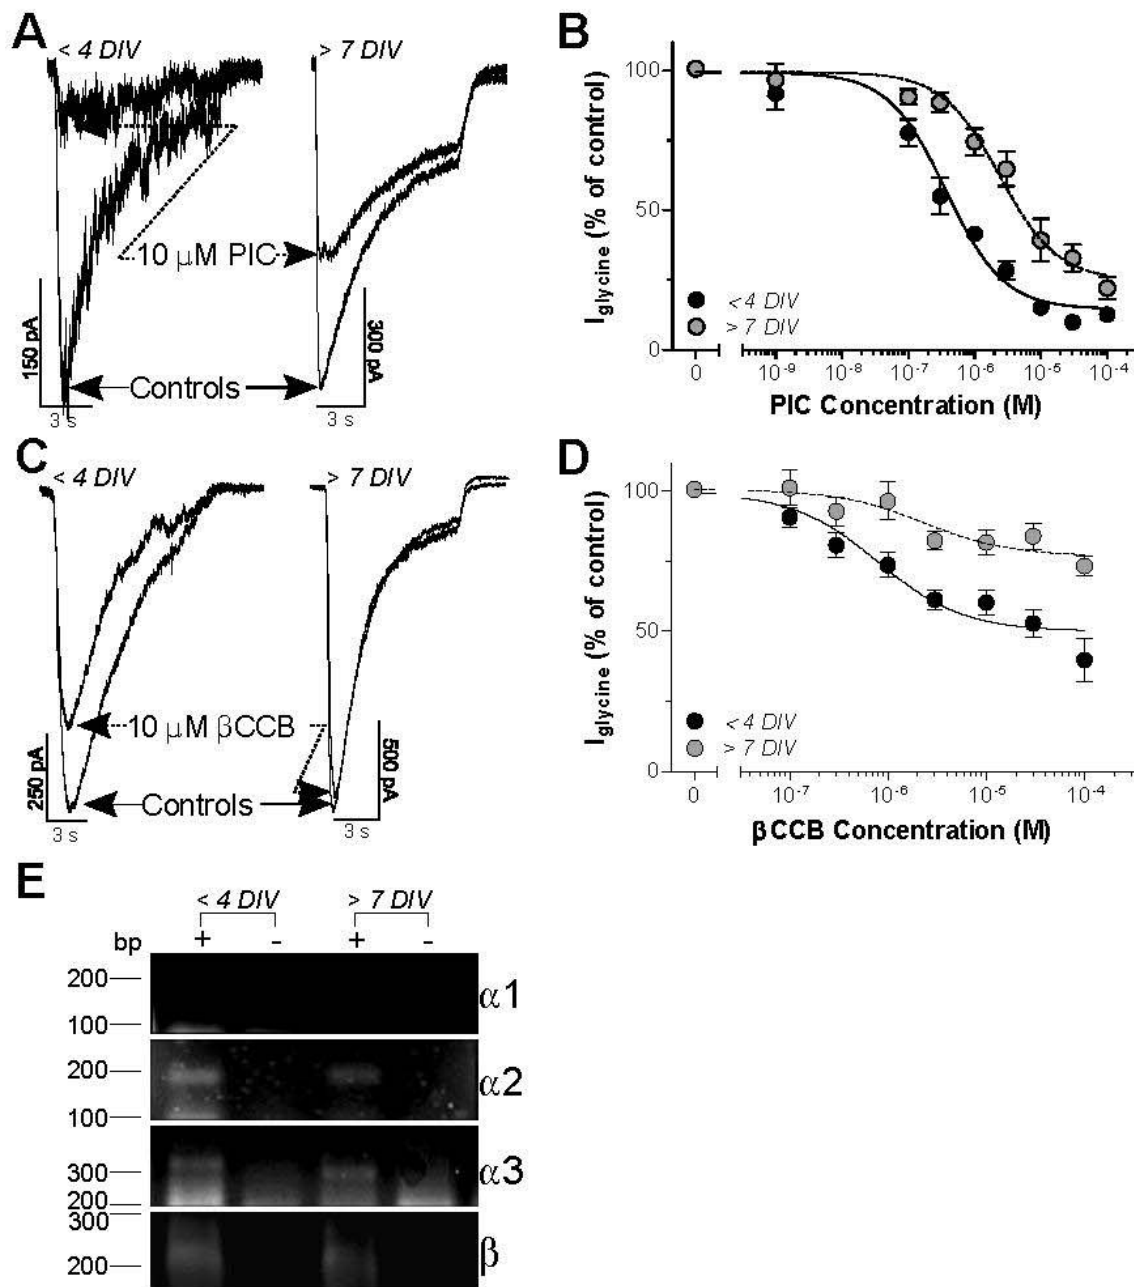 A
< 4 DIV
> 7 DIV
10 μM PIC
150 pA
300 pA
Controls
3 s
3 s
B
I glycine (% of control)
100
50
0
< 4 DIV
> 7 DIV
0
10-9
10-8
10-7
10-6
10-5
10-4
PIC Concentration (M)
C
< 4 DIV
> 7 DIV
10 μM βCCB
250 pA
500 pA
Controls
3 s
3 s
D
I glycine (% of control)
100
50
0
< 4 DIV
> 7 DIV
0
10-7
10-6
10-5
10-4
βCCB Concentration (M)
E
< 4 DIV
> 7 DIV
bp
+
-
+
-
200
100
α1
200
100
α2
300
200
α3
300
200
β